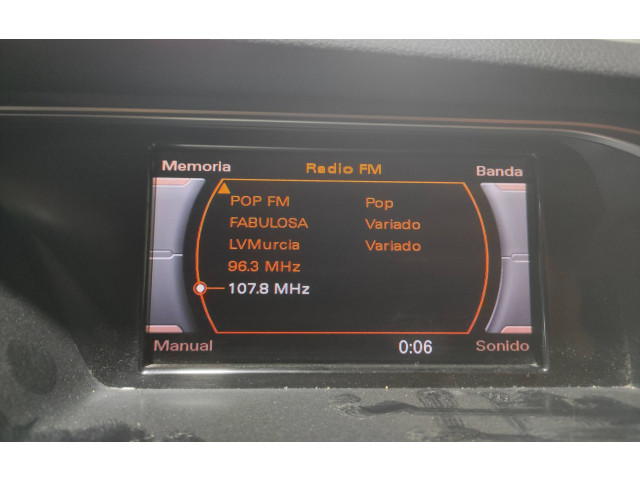 Memoria Radio FM Banda
POP FM Pop
FABULOSA Variado
LVMurcia Variado
96.3 MHz
107.8 MHz
Manual 0:06 Sonido